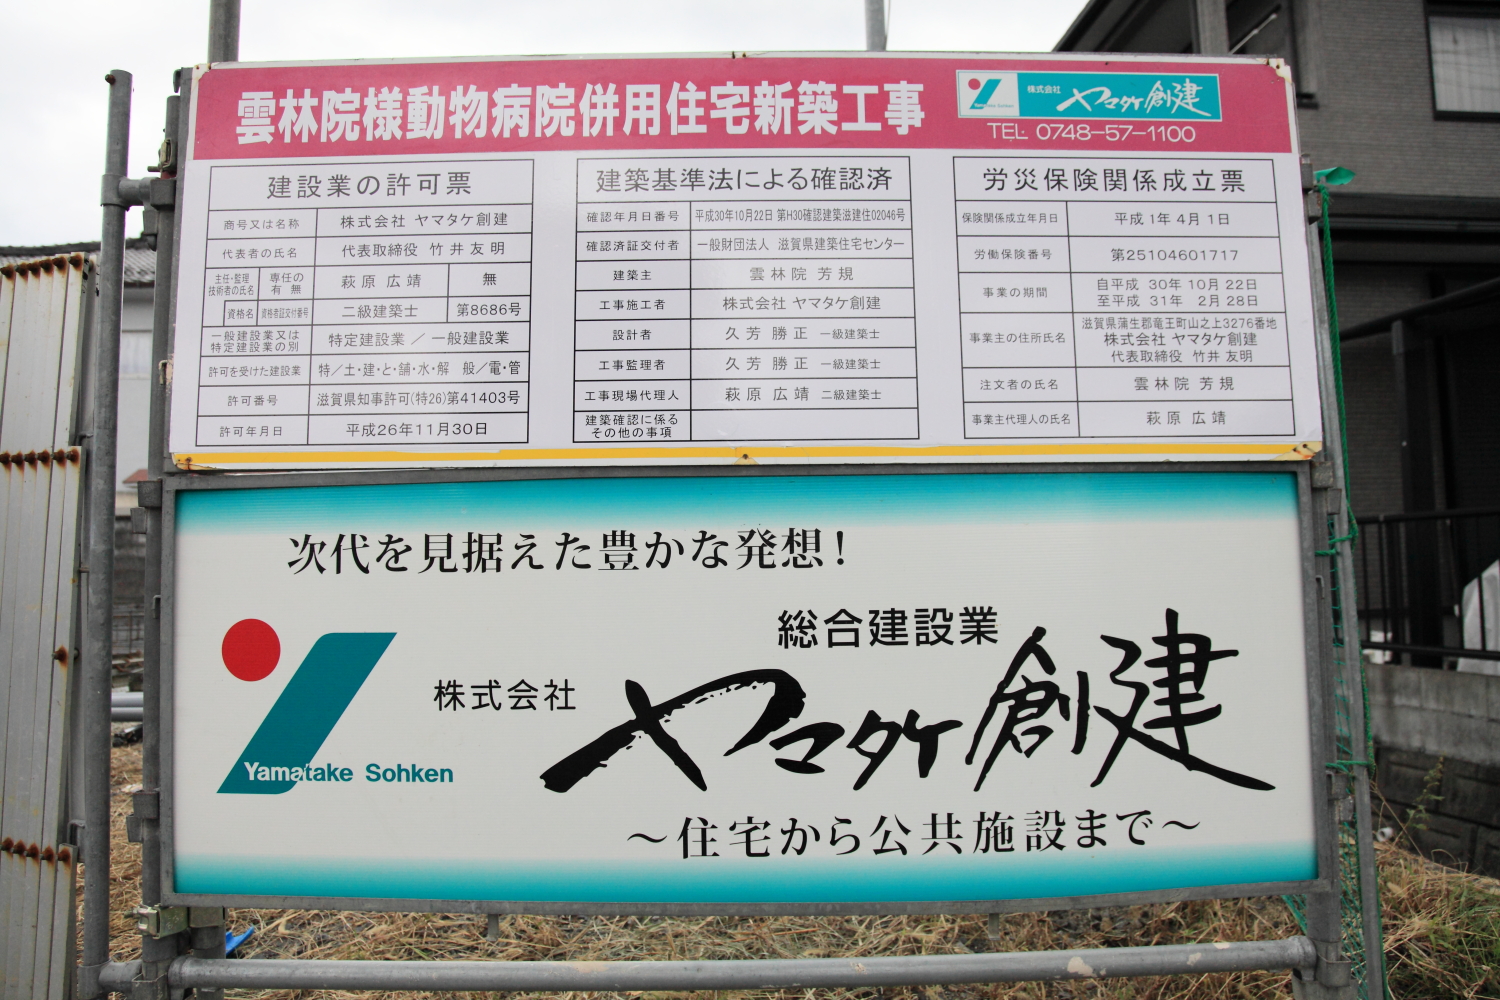 雲林院様動物病院併用住宅新築工事
Yamatake Sohken
株式会社 ヤマタケ創建
TEL 0748-57-1100
建設業の許可票
商号又は名称 株式会社 ヤマタケ創建
代表者の氏名 代表取締役 竹井友明
主任・監理技術者の氏名 専任の有無 萩原広靖 無
資格名 資格者証交付番号 二級建築士 第8686号
一般建設業又は特定建設業の別 特定建設業 / 一般建設業
許可を受けた建設業 特/土・建・と・舗・水・解 般/電・管
許可番号 滋賀県知事許可(特26)第41403号
許可年月日 平成26年11月30日
建築基準法による確認済
確認年月日番号 平成30年10月22日 第H30確認建築滋建住02046号
確認済証交付者 一般財団法人 滋賀県建築住宅センター
建築主 雲林院 芳規
工事施工者 株式会社 ヤマタケ創建
設計者 久芳 勝正 一級建築士
工事監理者 久芳 勝正 一級建築士
工事現場代理人 萩原 広靖 二級建築士
建築確認に係るその他の事項
労災保険関係成立票
保険関係成立年月日 平成 1年 4月 1日
労働保険番号 第25104601717
事業の期間 自平成 30年 10月 22日
至平成 31年 2月 28日
事業主の住所氏名 滋賀県蒲生郡竜王町山之上3276番地
株式会社 ヤマタケ創建
代表取締役 竹井 友明
注文者の氏名 雲林院 芳規
事業主代理人の氏名 萩原 広靖
次代を見据えた豊かな発想!
総合建設業
株式会社 ヤマタケ創建
Yamatake Sohken
～住宅から公共施設まで～